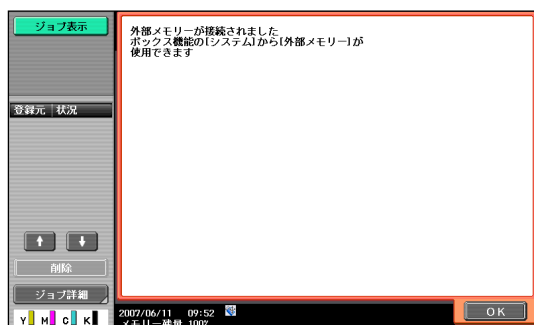 ジョブ表示
外部メモリーが接続されました
ボックス機能の[システム]から[外部メモリー]が
使用できます
登録元 状況
↑ ↓
削除
ジョブ詳細
Y M C K
2007/06/11 09:52
メモリー残量 100%
OK